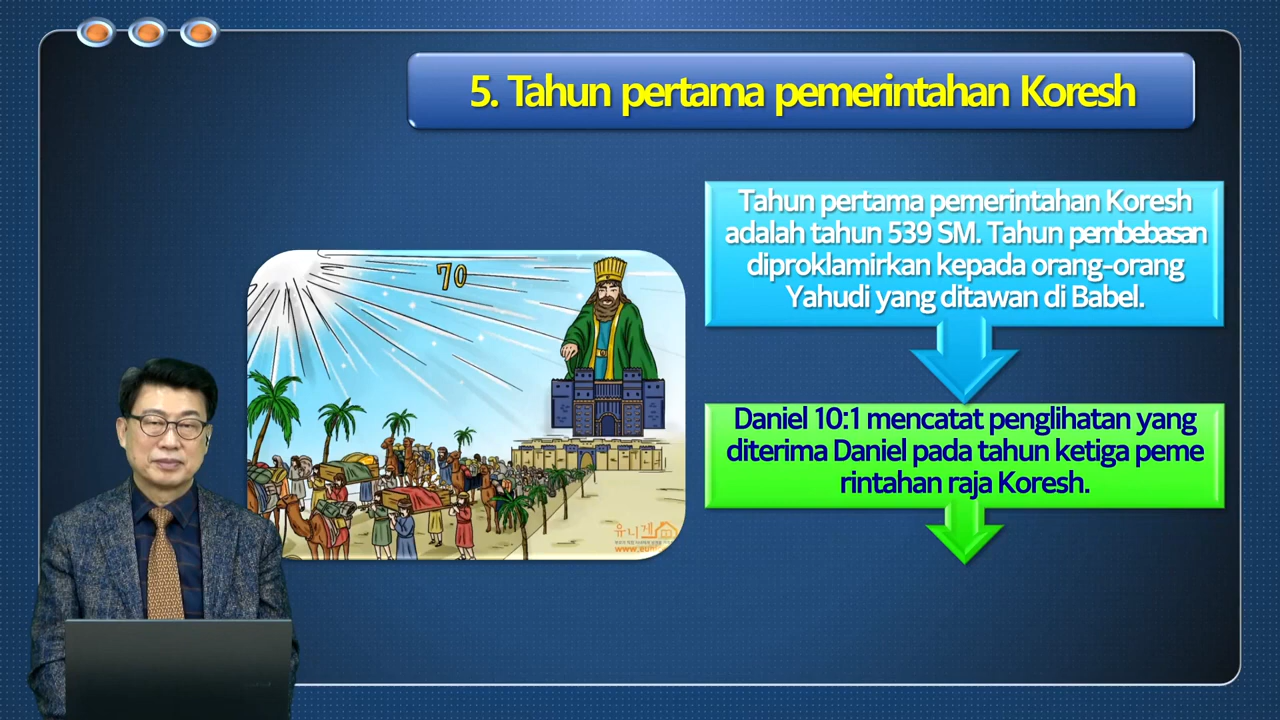 5. Tahun pertama pemerintahan Koresh
Tahun pertama pemerintahan Koresh
adalah tahun 539 SM. Tahun pembebasan
diproklamirkan kepada orang-orang
Yahudi yang ditawan di Babel.
70
Daniel 10:1 mencatat penglihatan yang
diterima Daniel pada tahun ketiga peme
rintahan raja Koresh.
유니게